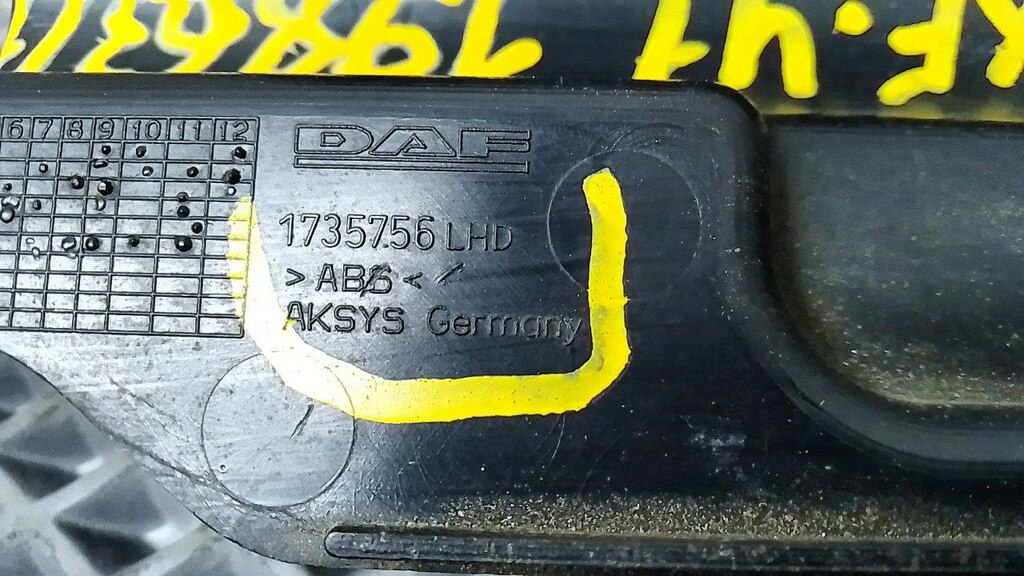 6 7 8 9 10 11 12
DAF
1735756 LHD
>ABS<
AKSYS Germany